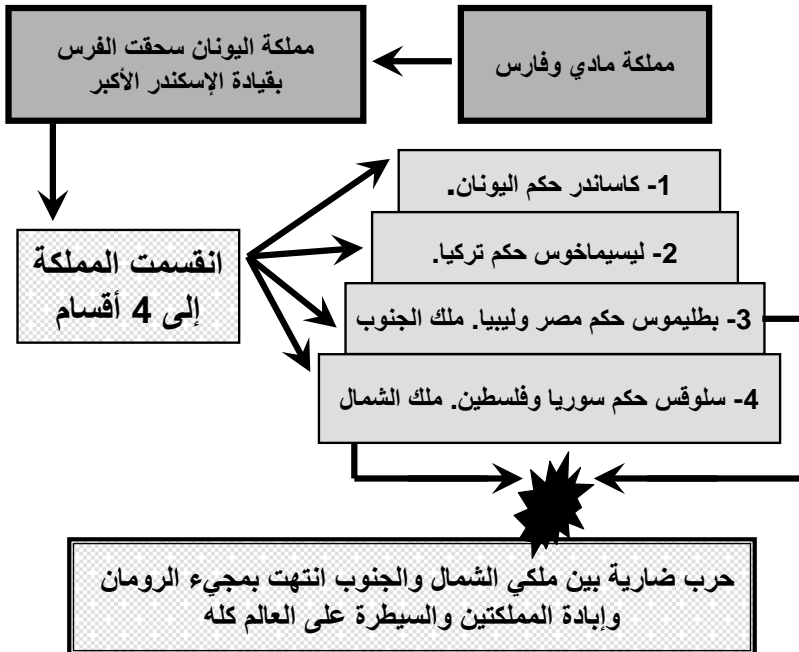 مملكة مادي وفارس
مملكة اليونان سحقت الفرس
بقيادة الإسكندر الأكبر
انقسمت المملكة
إلى 4 أقسام
1- كاساندر حكم اليونان.
2- ليسيماخوس حكم تركيا.
3- بطليموس حكم مصر وليبيا. ملك الجنوب
4- سلوقس حكم سوريا وفلسطين. ملك الشمال
حرب ضارية بين ملكي الشمال والجنوب انتهت بمجيء الرومان
وإبادة المملكتين والسيطرة على العالم كله